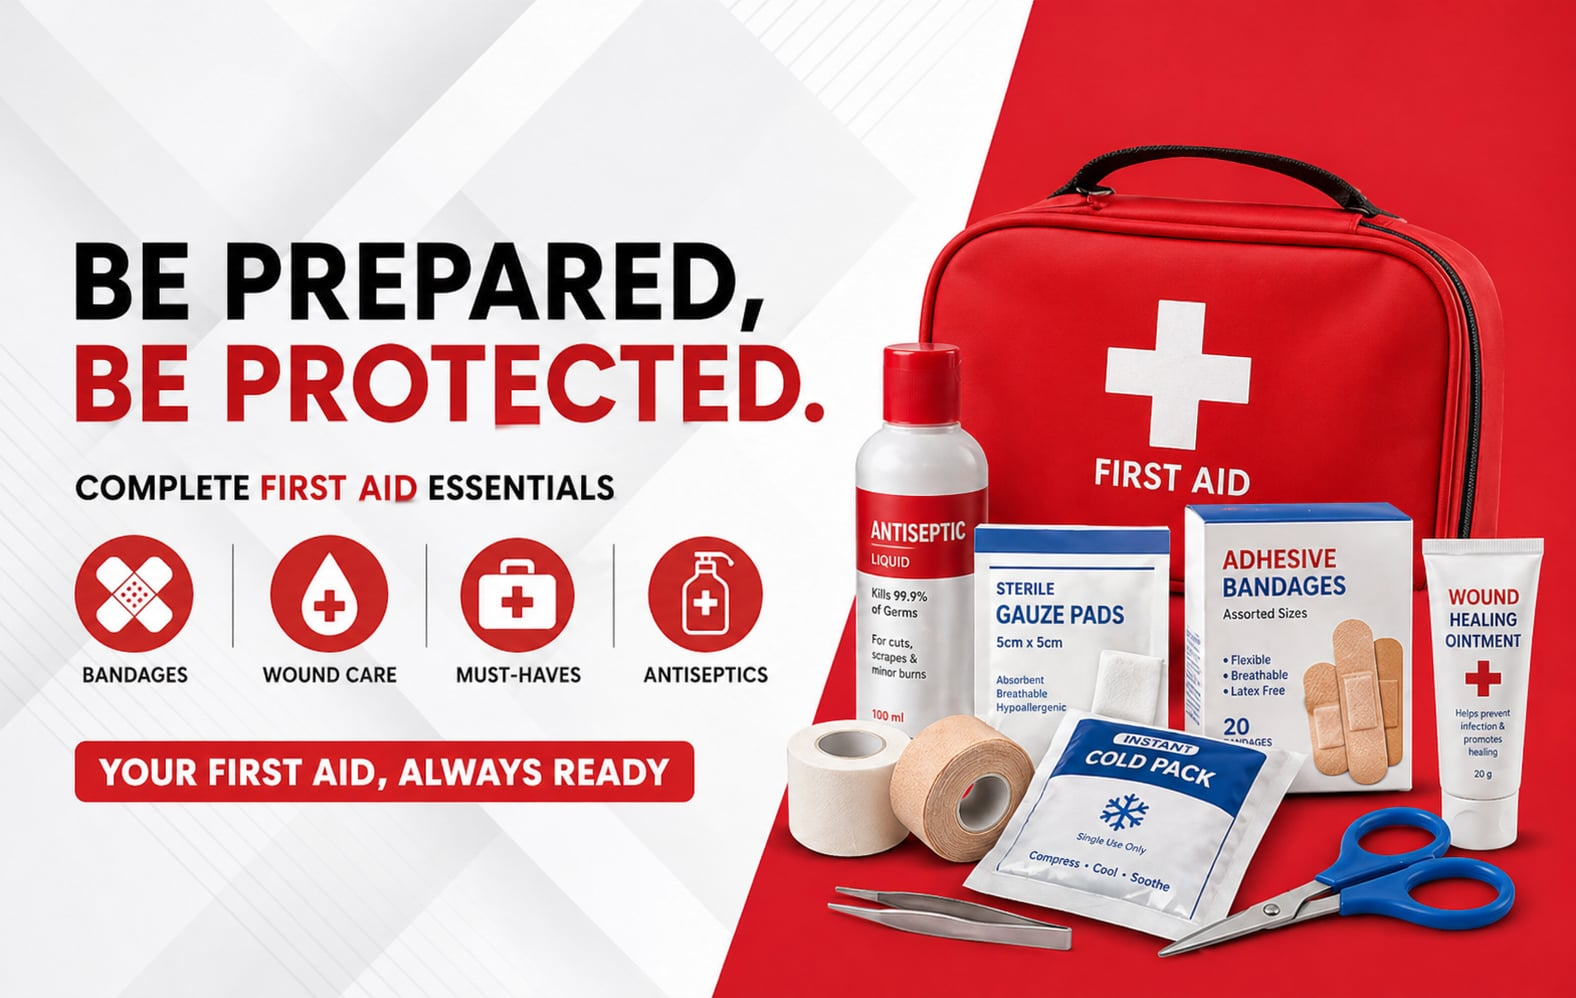 BE PREPARED,
BE PROTECTED.
COMPLETE FIRST AID ESSENTIALS
BANDAGES
WOUND CARE
MUST-HAVES
ANTISEPTICS
YOUR FIRST AID, ALWAYS READY
FIRST AID
ANTISEPTIC
LIQUID
Kills 99.9%
of Germs
For cuts,
scrapes &
minor burns
100 ml
STERILE
GAUZE PADS
5cm x 5cm
Absorbent
Breathable
Hypoallergenic
ADHESIVE
BANDAGES
Assorted Sizes
• Flexible
• Breathable
• Latex Free
20
BANDAGES
WOUND
HEALING
OINTMENT
Helps prevent
infection &
promotes
healing
20 g
INSTANT
COLD PACK
Single Use Only
Compress • Cool • Soothe